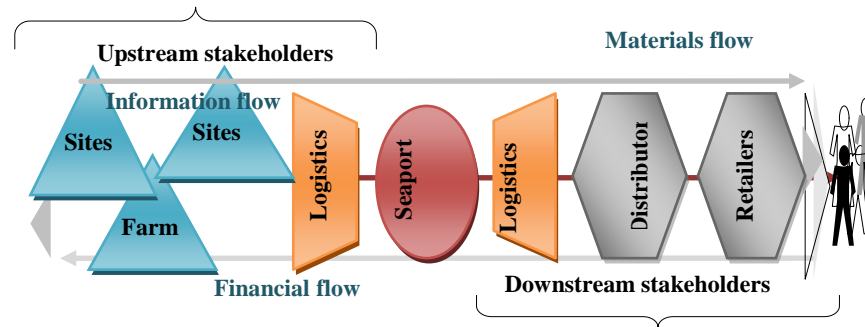 Materials flow
Upstream stakeholders
Information flow
Sites
Sites
Farm
Logistics
Seaport
Logistics
Distributor
Retailers
Financial flow
Downstream stakeholders